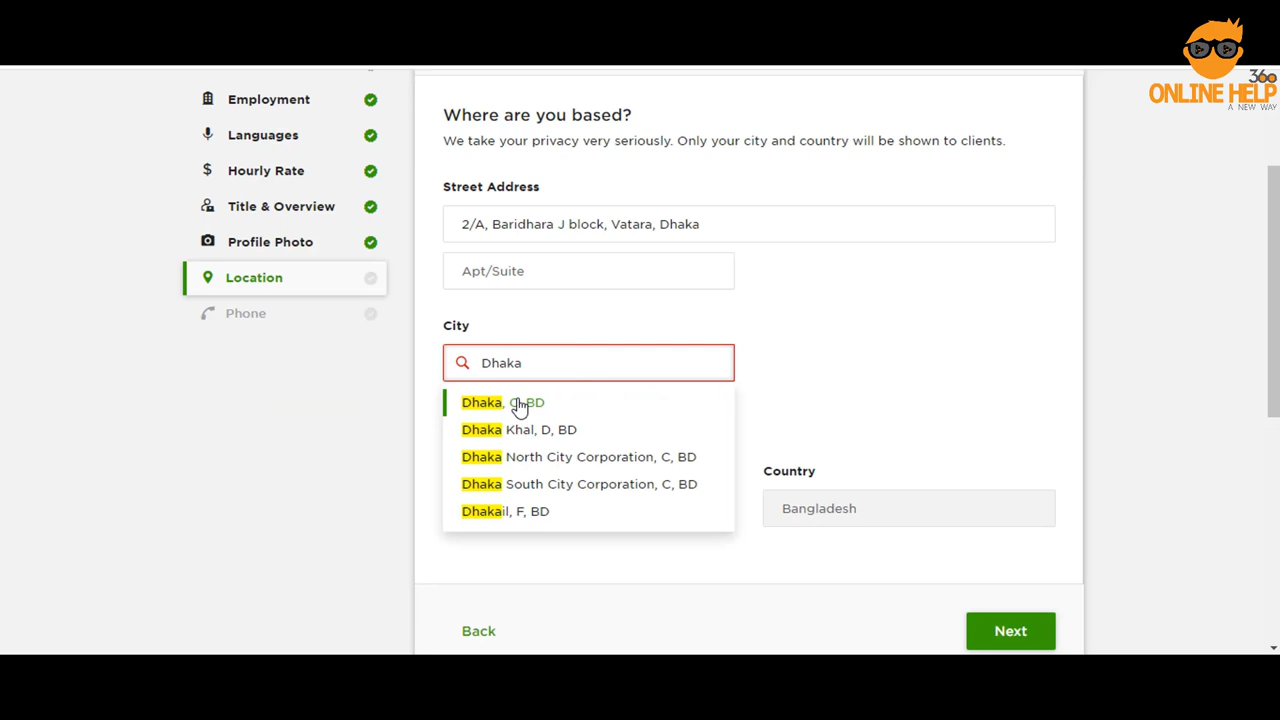 360
ONLINE HELP
A NEW WAY
Employment
Languages
$ Hourly Rate
Title & Overview
Profile Photo
Location
Phone
Where are you based?
We take your privacy very seriously. Only your city and country will be shown to clients.
Street Address
2/A, Baridhara J block, Vatara, Dhaka
Apt/Suite
City
Dhaka
Dhaka, C, BD
Dhaka Khal, D, BD
Dhaka North City Corporation, C, BD
Dhaka South City Corporation, C, BD
Dhakail, F, BD
Country
Bangladesh
Back
Next